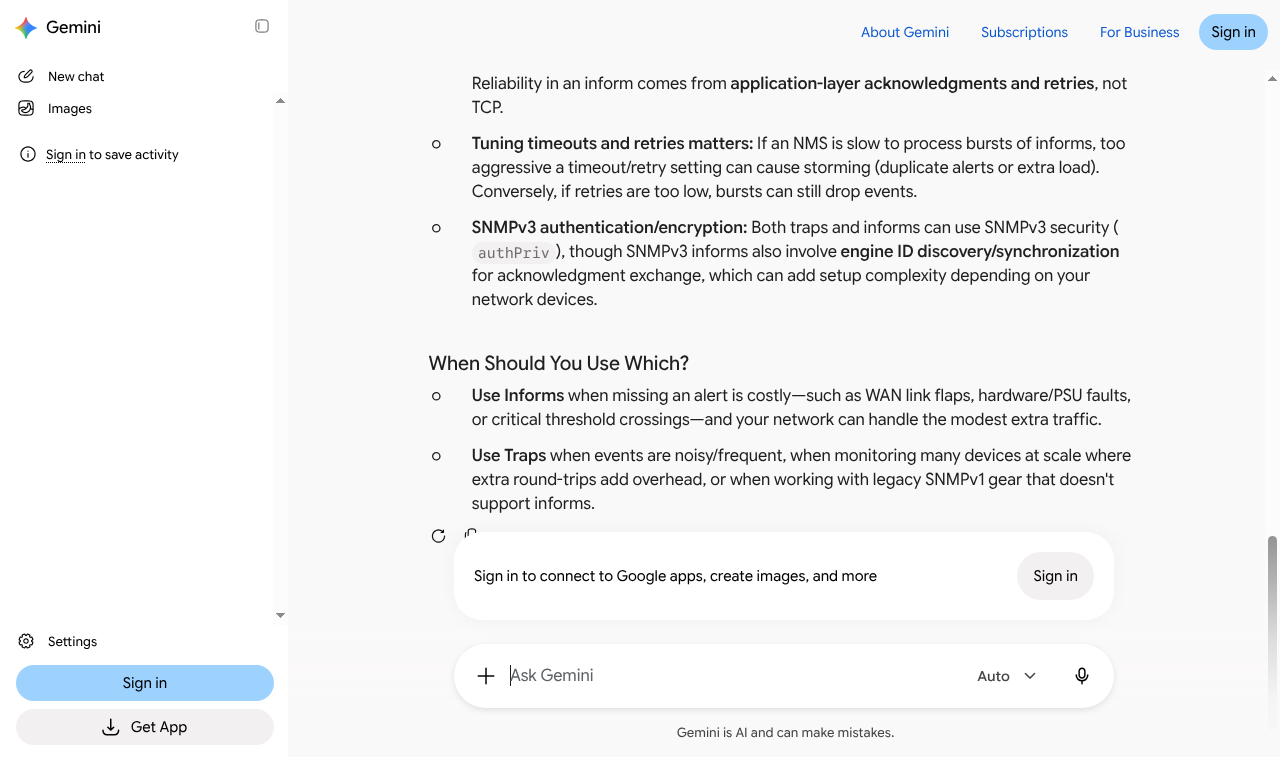 Gemini
New chat
Images
Sign in to save activity
Settings
Sign in
Get App
About Gemini
Subscriptions
For Business
Sign in
Reliability in an inform comes from application-layer acknowledgments and retries, not
TCP.
Tuning timeouts and retries matters: If an NMS is slow to process bursts of informs, too
aggressive a timeout/retry setting can cause storming (duplicate alerts or extra load).
Conversely, if retries are too low, bursts can still drop events.
SNMPv3 authentication/encryption: Both traps and informs can use SNMPv3 security (
authPriv ), though SNMPv3 informs also involve engine ID discovery/synchronization
for acknowledgment exchange, which can add setup complexity depending on your
network devices.
When Should You Use Which?
Use Informs when missing an alert is costly—such as WAN link flaps, hardware/PSU faults,
or critical threshold crossings—and your network can handle the modest extra traffic.
Use Traps when events are noisy/frequent, when monitoring many devices at scale where
extra round-trips add overhead, or when working with legacy SNMPv1 gear that doesn't
support informs.
Sign in to connect to Google apps, create images, and more
Sign in
Ask Gemini
Auto
Gemini is AI and can make mistakes.